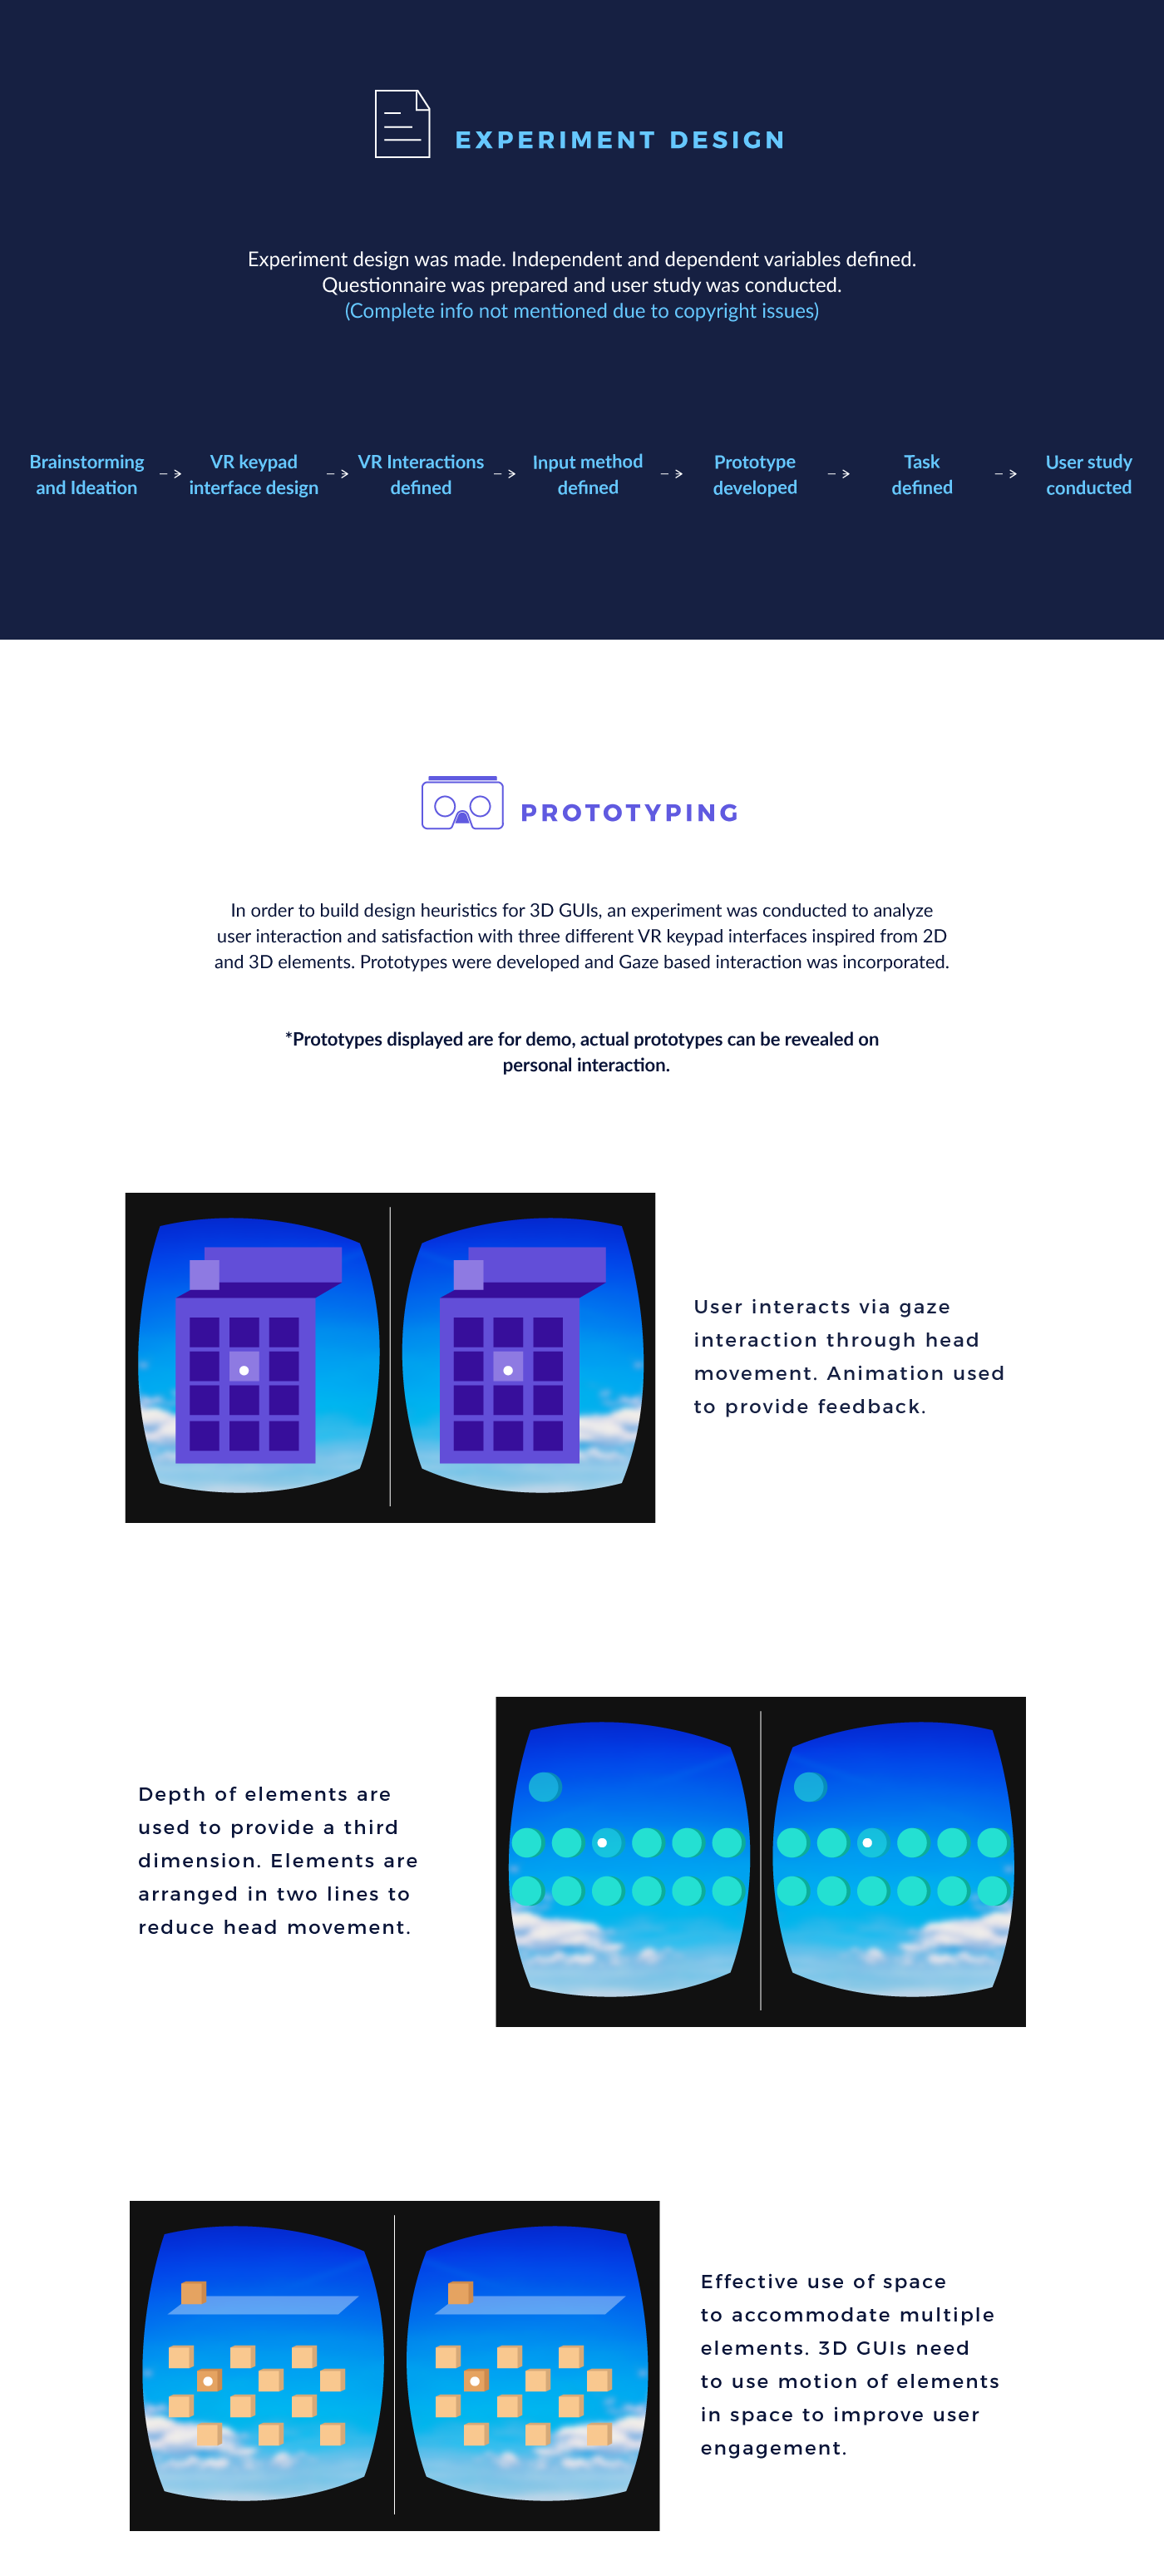 EXPERIMENT DESIGN
Experiment design was made. Independent and dependent variables defined.
Questionnaire was prepared and user study was conducted.
(Complete info not mentioned due to copyright issues)
Brainstorming
and Ideation
- >
VR keypad
interface design
- >
VR Interactions
defined
- >
Input method
defined
- >
Prototype
developed
- >
Task
defined
- >
User study
conducted
PROTOTYPING
In order to build design heuristics for 3D GUIs, an experiment was conducted to analyze
user interaction and satisfaction with three different VR keypad interfaces inspired from 2D
and 3D elements. Prototypes were developed and Gaze based interaction was incorporated.
*Prototypes displayed are for demo, actual prototypes can be revealed on
personal interaction.
User interacts via gaze
interaction through head
movement. Animation used
to provide feedback.
Depth of elements are
used to provide a third
dimension. Elements are
arranged in two lines to
reduce head movement.
Effective use of space
to accommodate multiple
elements. 3D GUIs need
to use motion of elements
in space to improve user
engagement.